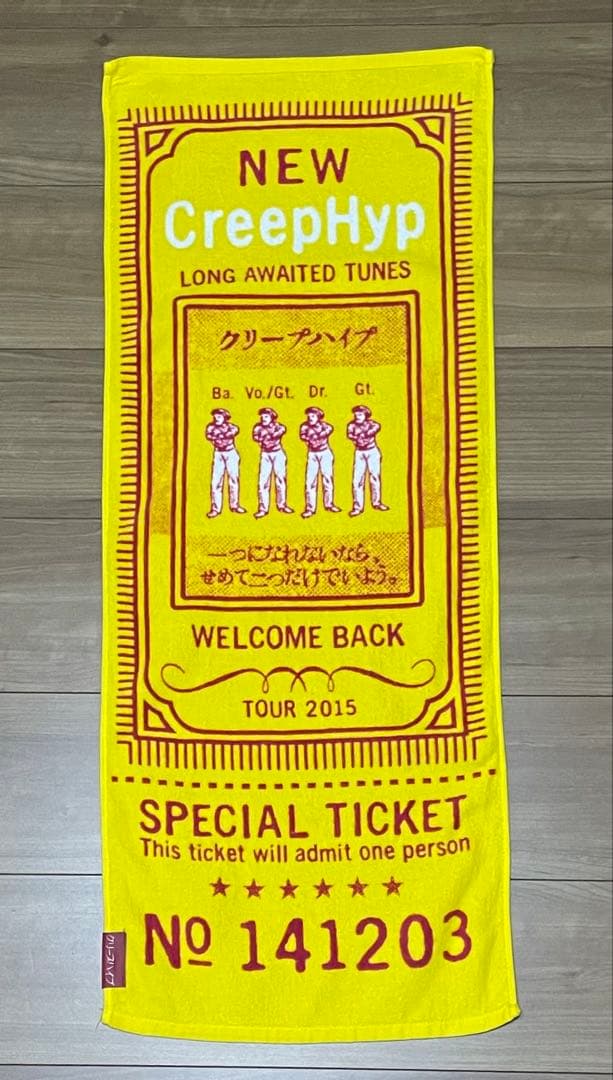 NEW
CreepHyp
LONG AWAITED TUNES
クリープハイプ
Ba. Vo./Gt. Dr. Gt.
一つになれないなら、
せめて二つだけでいよう。
WELCOME BACK
TOUR 2015
SPECIAL TICKET
This ticket will admit one person
★★★★★★
No 141203